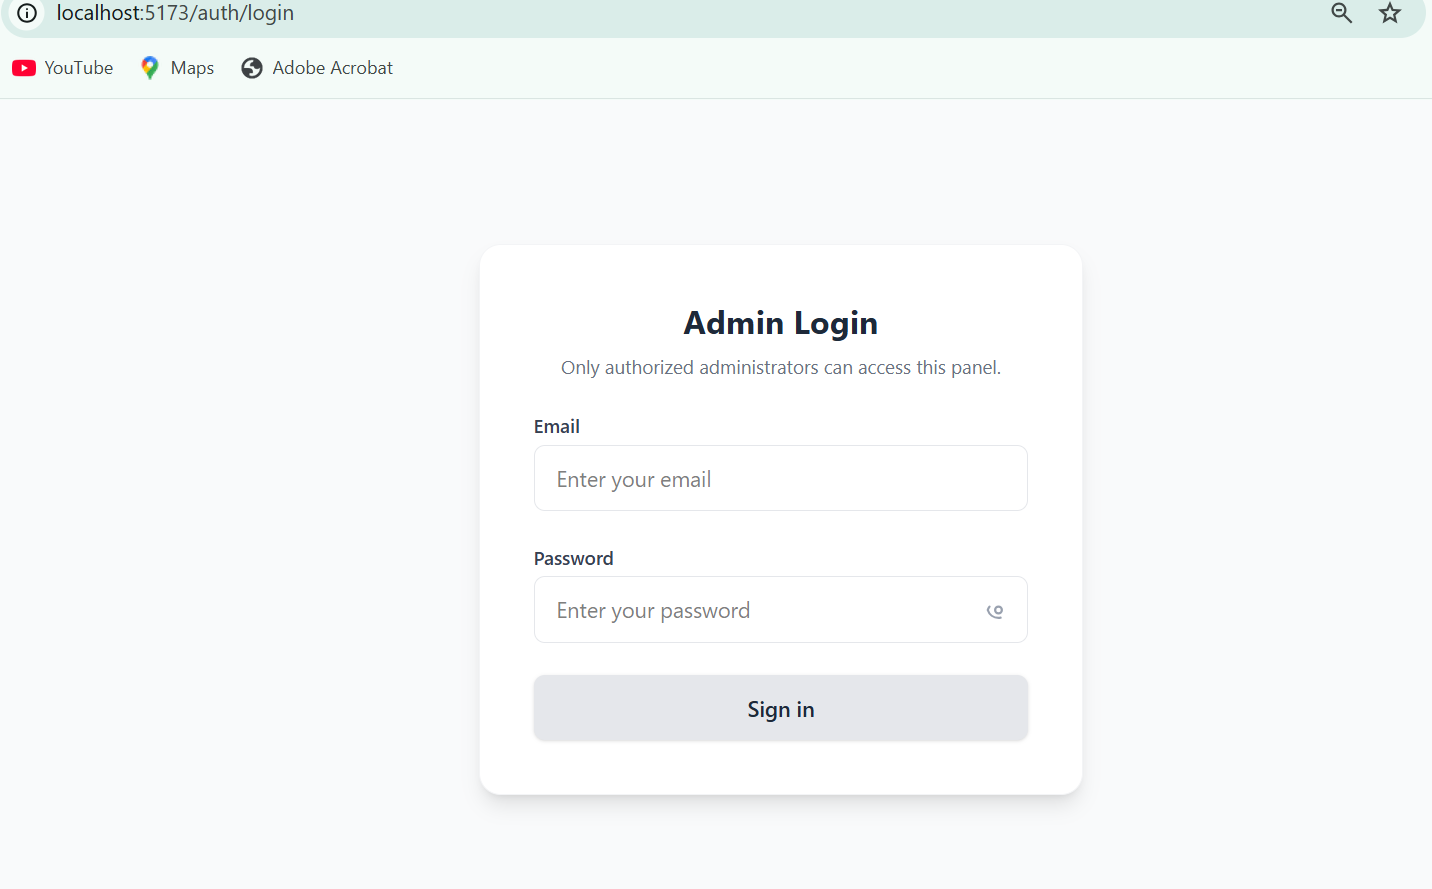 localhost:5173/auth/login
YouTube Maps Adobe Acrobat
Admin Login
Only authorized administrators can access this panel.
Email
Enter your email
Password
Enter your password
Sign in